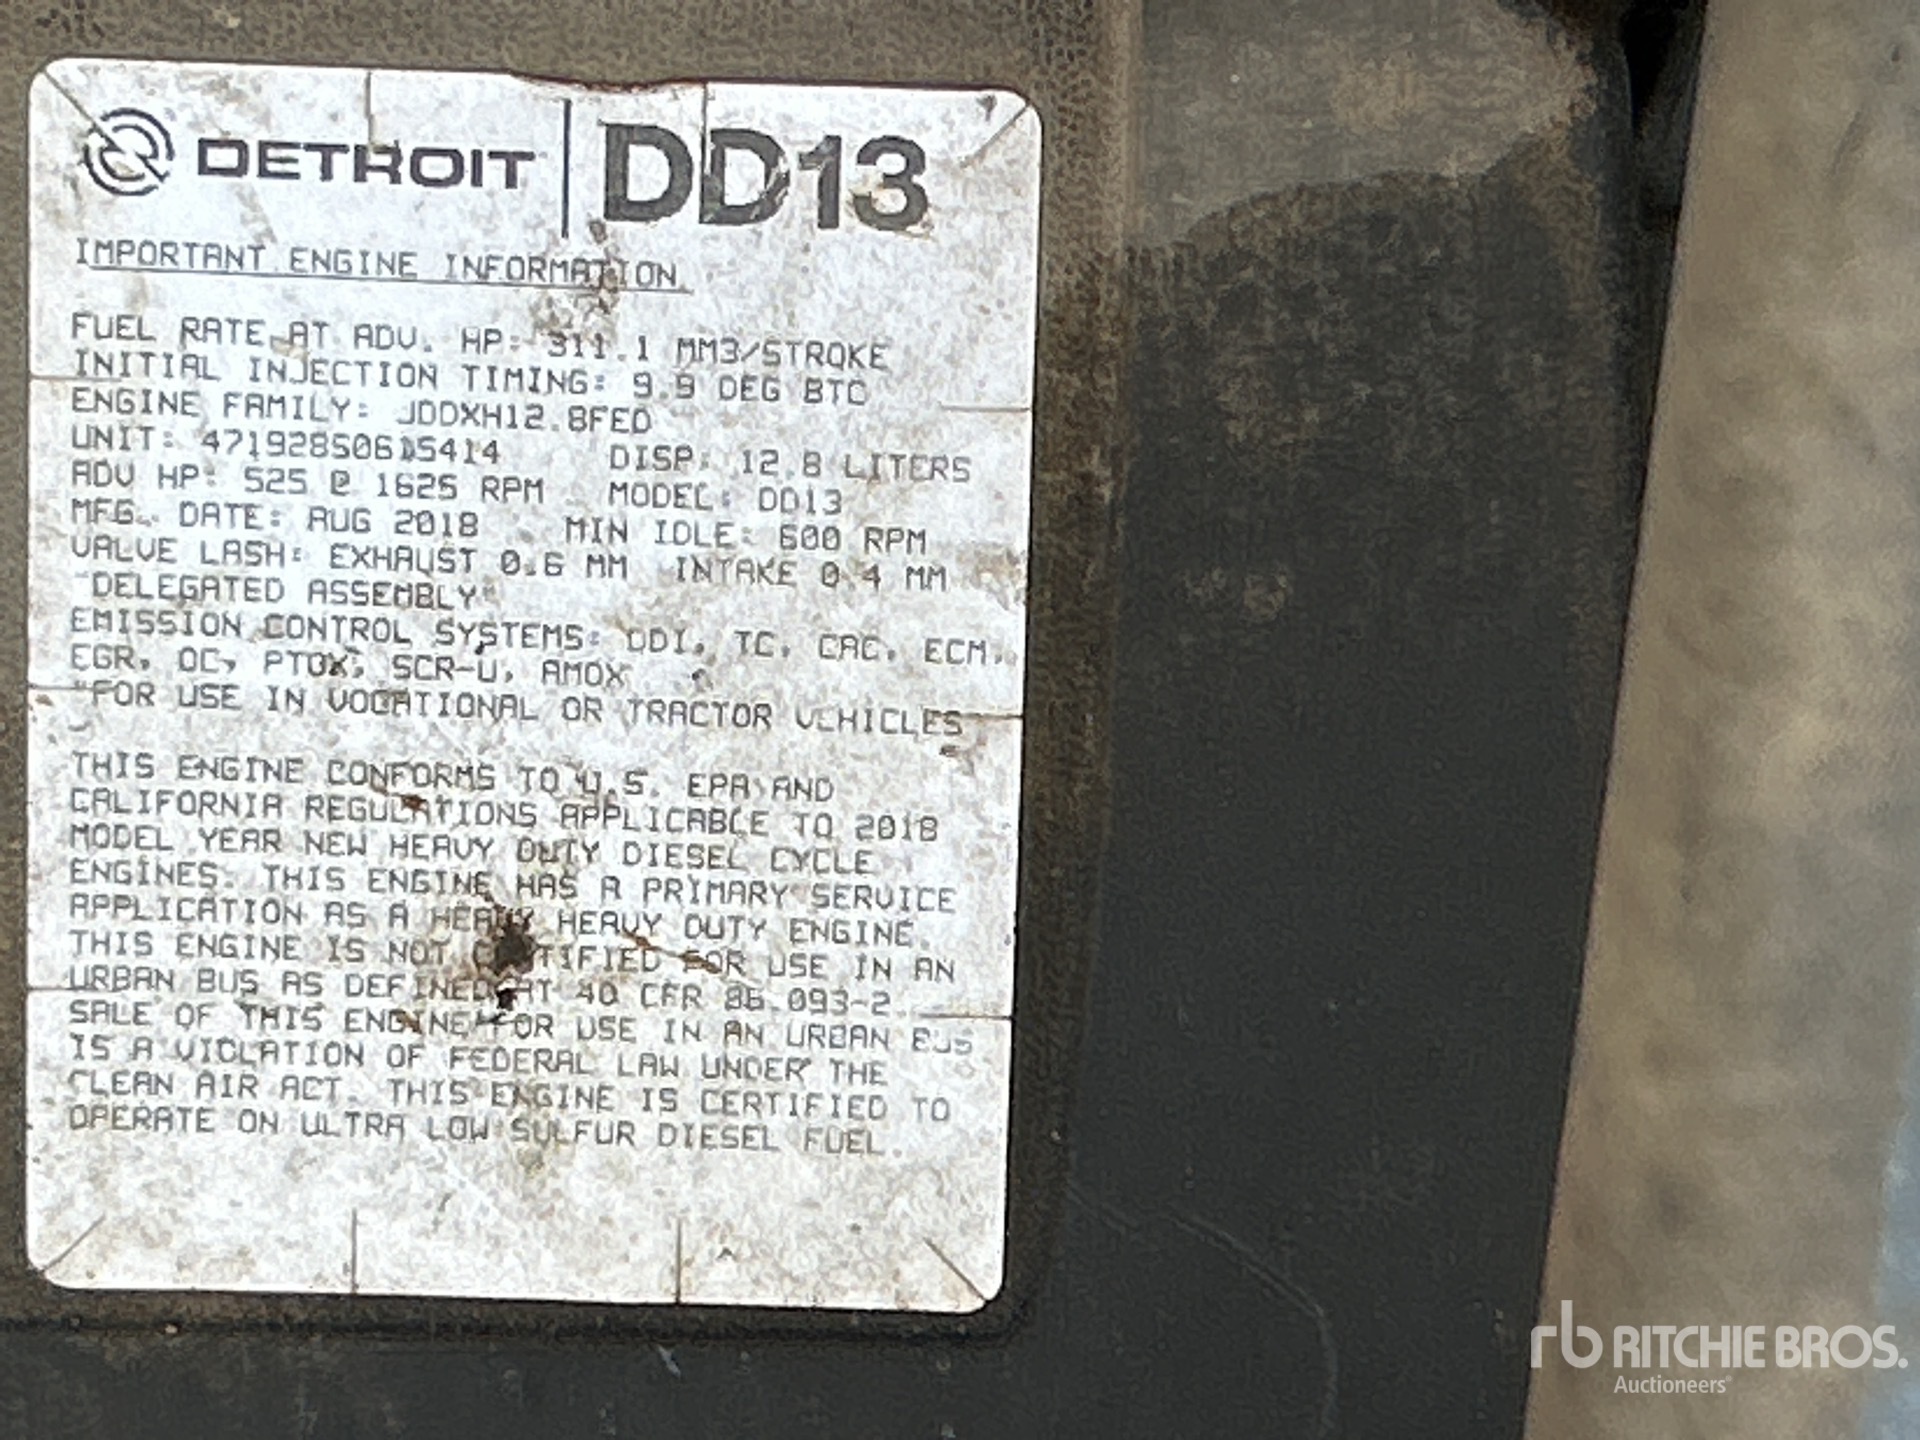 DETROIT DD13
IMPORTANT ENGINE INFORMATION
FUEL RATE AT ADV. HP: 311.1 MM3/STROKE
INITIAL INJECTION TIMING: 9.9 DEG BTC
ENGINE FAMILY: JDDXH12.8FED
UNIT: 471928S0615414 DISP: 12.8 LITERS
ADV HP: 525 @ 1625 RPM MODEL: DD13
MFG. DATE: AUG 2018 MIN IDLE: 600 RPM
VALVE LASH: EXHAUST 0.6 MM INTAKE 0.4 MM
"DELEGATED ASSEMBLY"
EMISSION CONTROL SYSTEMS: DDI, TC, CAC, ECM,
EGR, OC, PTOX, SCR-U, AMOX
"FOR USE IN VOCATIONAL OR TRACTOR VEHICLES
THIS ENGINE CONFORMS TO U.S. EPA AND
CALIFORNIA REGULATIONS APPLICABLE TO 2018
MODEL YEAR NEW HEAVY DUTY DIESEL CYCLE
ENGINES. THIS ENGINE HAS A PRIMARY SERVICE
APPLICATION AS A HEAVY HEAVY DUTY ENGINE.
THIS ENGINE IS NOT CERTIFIED FOR USE IN AN
URBAN BUS AS DEFINED AT 40 CFR 86.093-2.
SALE OF THIS ENGINE FOR USE IN AN URBAN BUS
IS A VIOLATION OF FEDERAL LAW UNDER THE
CLEAN AIR ACT. THIS ENGINE IS CERTIFIED TO
OPERATE ON ULTRA LOW SULFUR DIESEL FUEL.
rb RITCHIE BROS.
Auctioneers